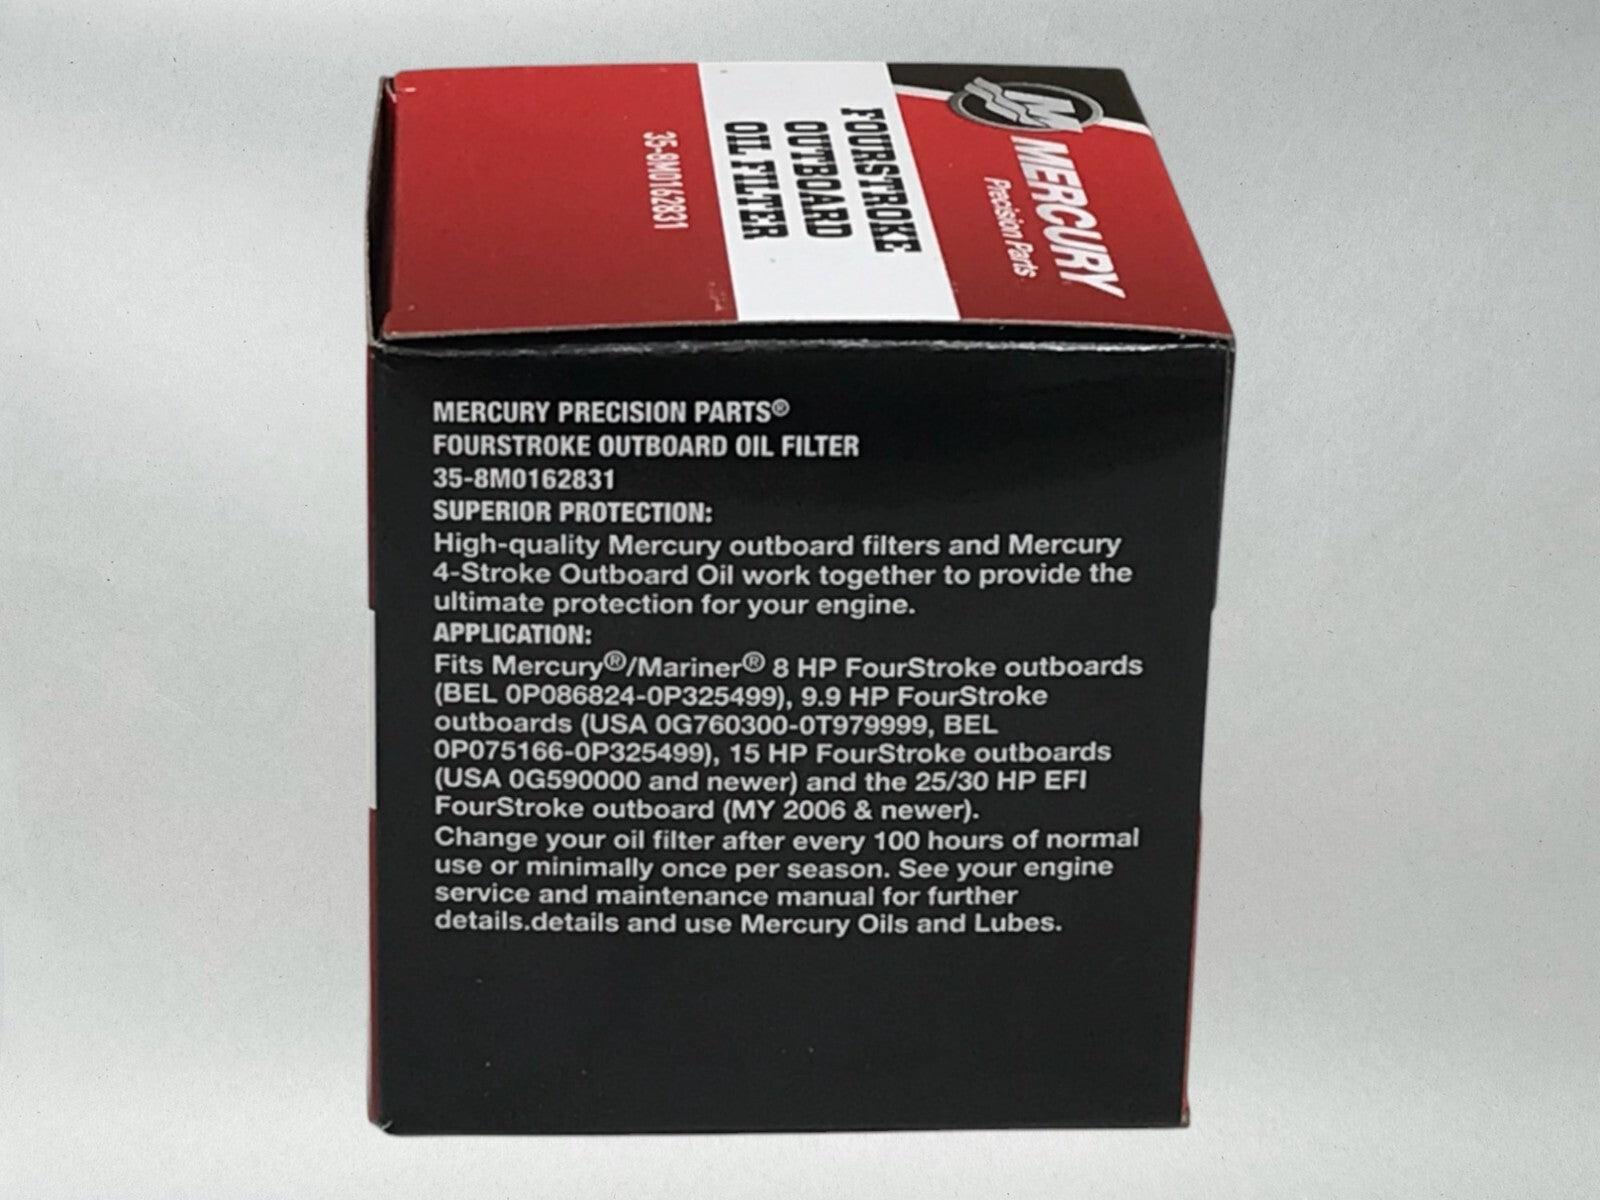 MERCURY
Precision Parts
FOURSTROKE
OUTBOARD
OIL FILTER
35-8M0162831
MERCURY PRECISION PARTS®
FOURSTROKE OUTBOARD OIL FILTER
35-8M0162831
SUPERIOR PROTECTION:
High-quality Mercury outboard filters and Mercury
4-Stroke Outboard Oil work together to provide the
ultimate protection for your engine.
APPLICATION:
Fits Mercury®/Mariner® 8 HP FourStroke outboards
(BEL 0P086824-0P325499), 9.9 HP FourStroke
outboards (USA 0G760300-0T979999, BEL
0P075166-0P325499), 15 HP FourStroke outboards
(USA 0G590000 and newer) and the 25/30 HP EFI
FourStroke outboard (MY 2006 & newer).
Change your oil filter after every 100 hours of normal
use or minimally once per season. See your engine
service and maintenance manual for further
details.details and use Mercury Oils and Lubes.